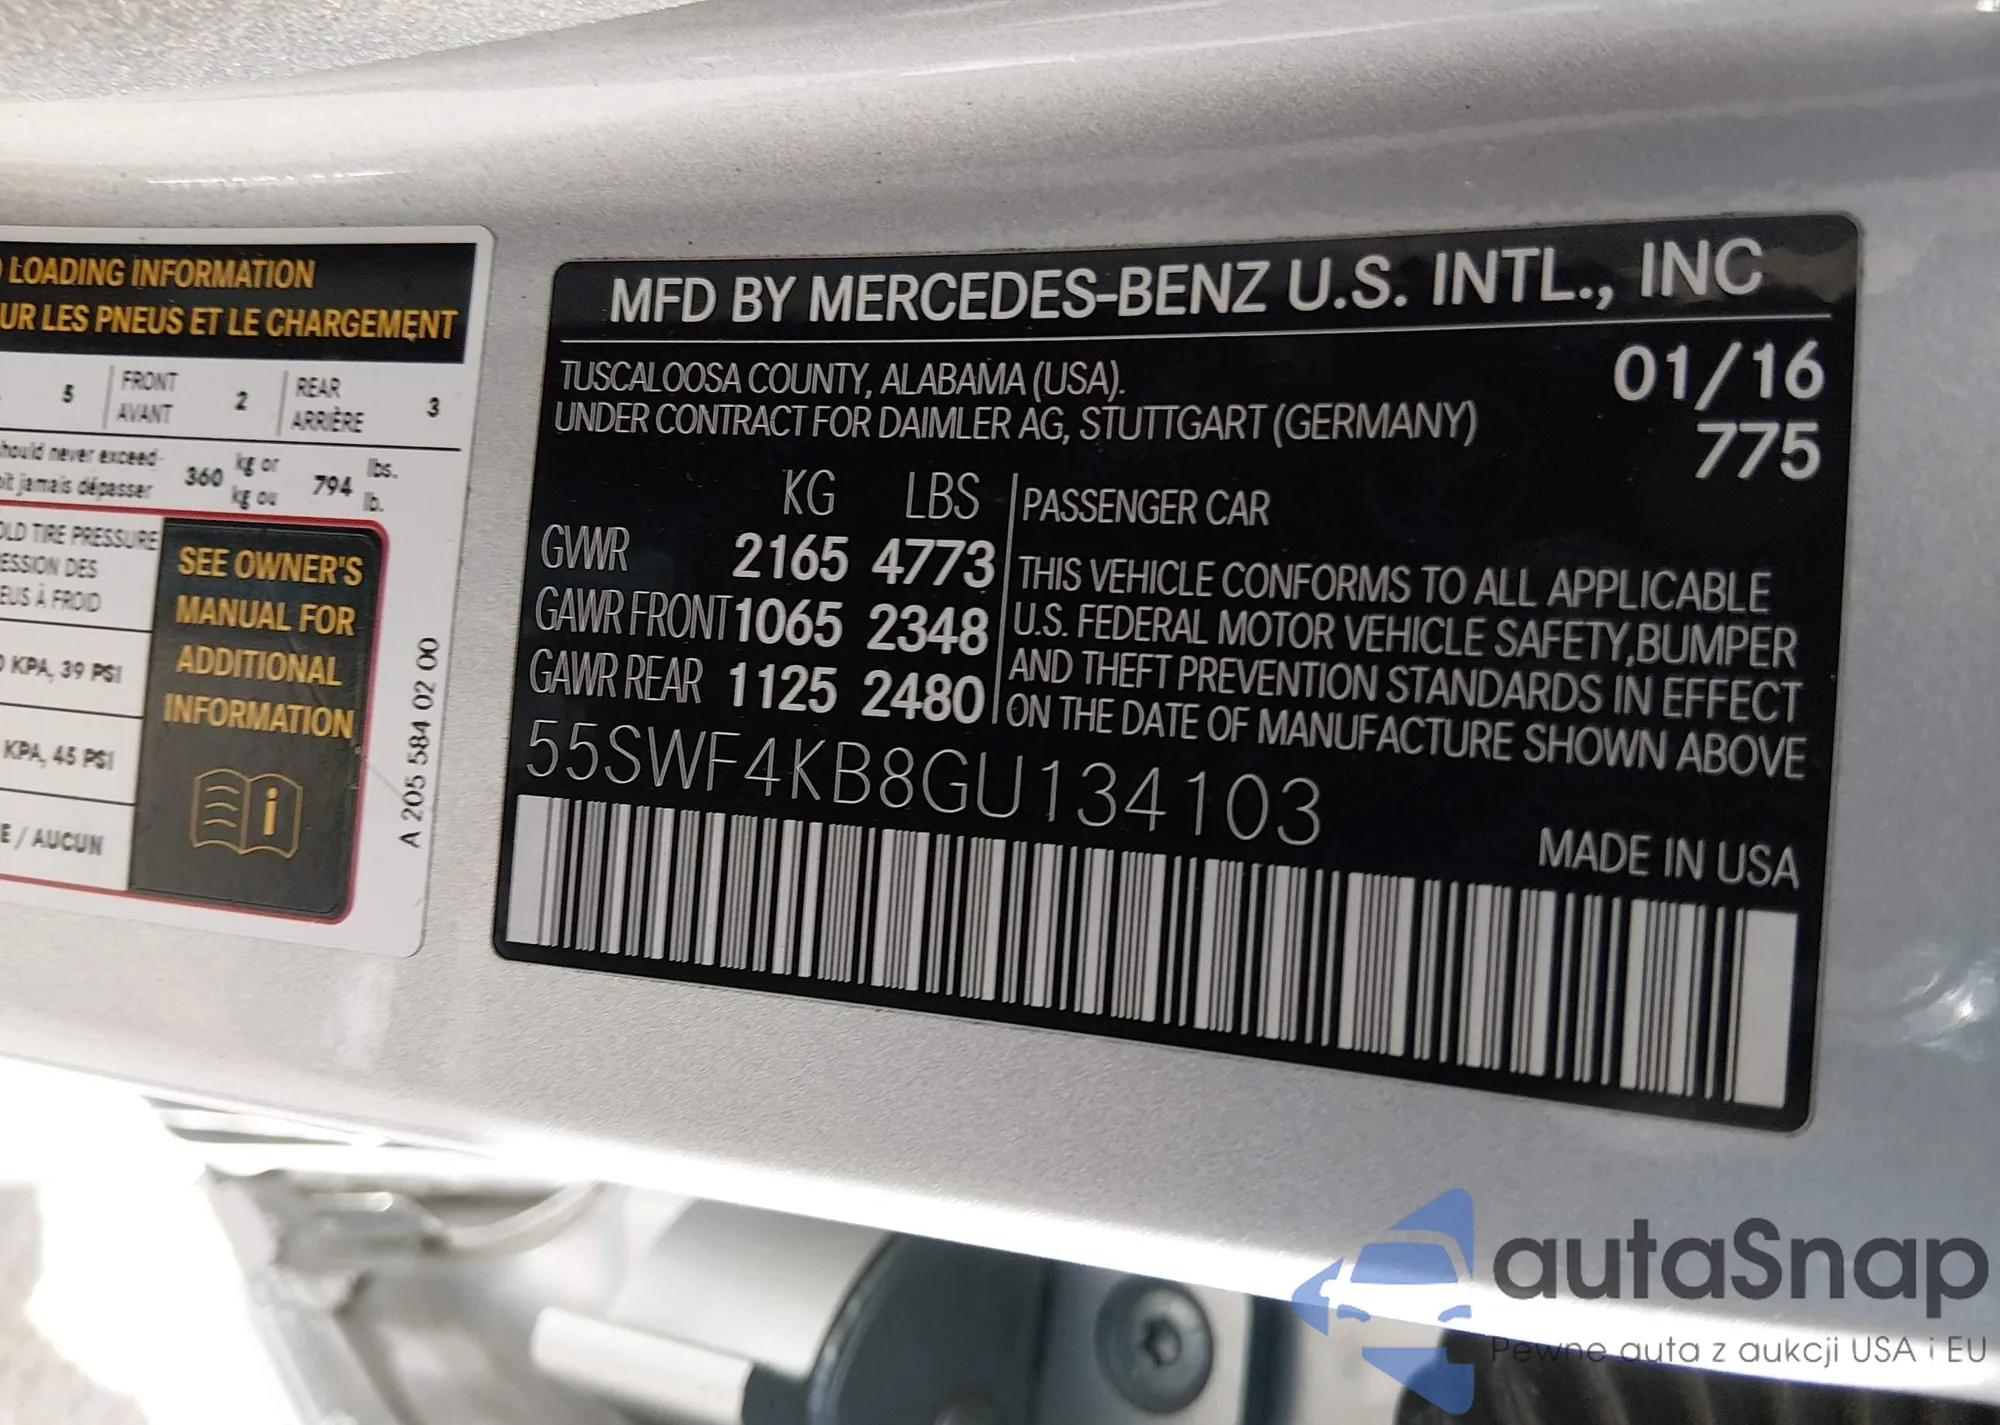 LOADING INFORMATION
UR LES PNEUS ET LE CHARGEMENT
5 FRONT AVANT 2 REAR ARRIÈRE 3
hould never exceed 360 kg or 794 lbs.
oit jamais dépasser kg ou lb.
OLD TIRE PRESSURE
ESSION DES
EUS À FROID
0 KPA, 39 PSI
KPA, 45 PSI
E / AUCUN
SEE OWNER'S
MANUAL FOR
ADDITIONAL
INFORMATION
A 205 584 02 00
MFD BY MERCEDES-BENZ U.S. INTL., INC
TUSCALOOSA COUNTY, ALABAMA (USA).
UNDER CONTRACT FOR DAIMLER AG, STUTTGART (GERMANY)
01/16
775
KG LBS
GVWR 2165 4773
GAWR FRONT 1065 2348
GAWR REAR 1125 2480
PASSENGER CAR
THIS VEHICLE CONFORMS TO ALL APPLICABLE
U.S. FEDERAL MOTOR VEHICLE SAFETY,BUMPER
AND THEFT PREVENTION STANDARDS IN EFFECT
ON THE DATE OF MANUFACTURE SHOWN ABOVE
55SWF4KB8GU134103
MADE IN USA
autaSnap
Pewne auta z aukcji USA i EU